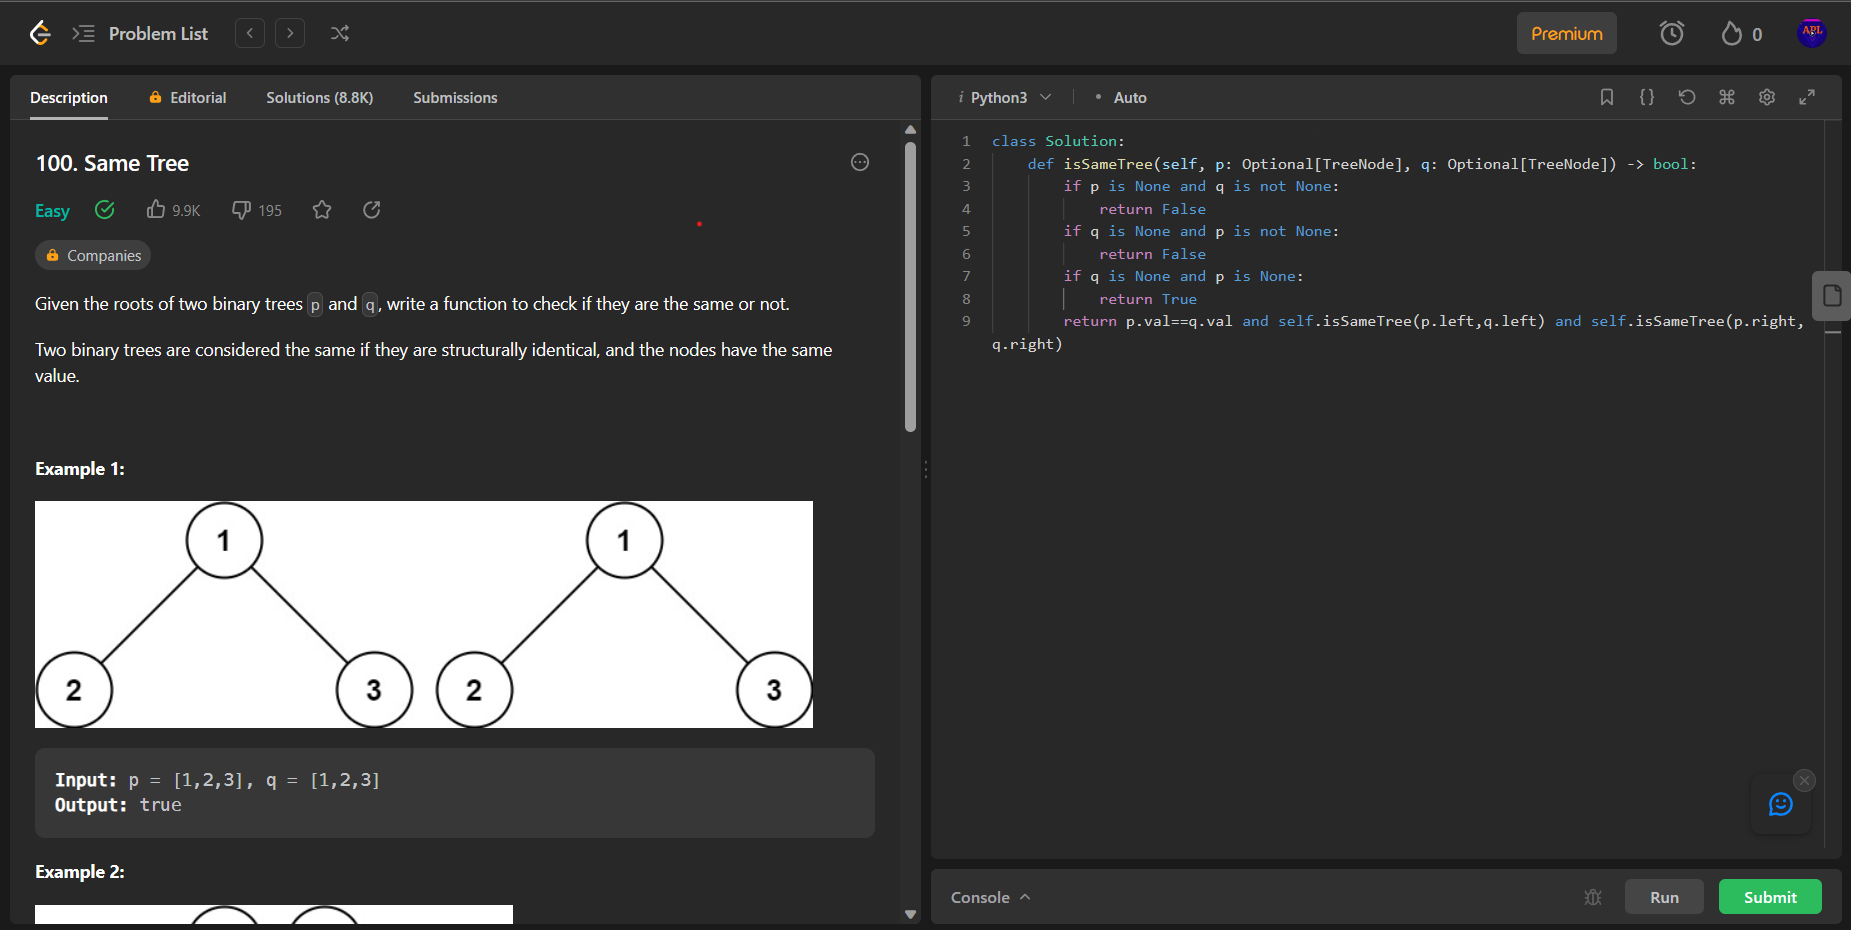 Problem List
Premium
0
APL
Description
Editorial
Solutions (8.8K)
Submissions
100. Same Tree
Easy
9.9K
195
Companies
Given the roots of two binary trees p and q, write a function to check if they are the same or not.
Two binary trees are considered the same if they are structurally identical, and the nodes have the same
value.
Example 1:
1
1
2
3
2
3
Input: p = [1,2,3], q = [1,2,3]
Output: true
Example 2:
i Python3
• Auto
{}
1 class Solution:
2 def isSameTree(self, p: Optional[TreeNode], q: Optional[TreeNode]) -> bool:
3 if p is None and q is not None:
4 return False
5 if q is None and p is not None:
6 return False
7 if q is None and p is None:
8 return True
9 return p.val==q.val and self.isSameTree(p.left,q.left) and self.isSameTree(p.right,
q.right)
Console
Run
Submit